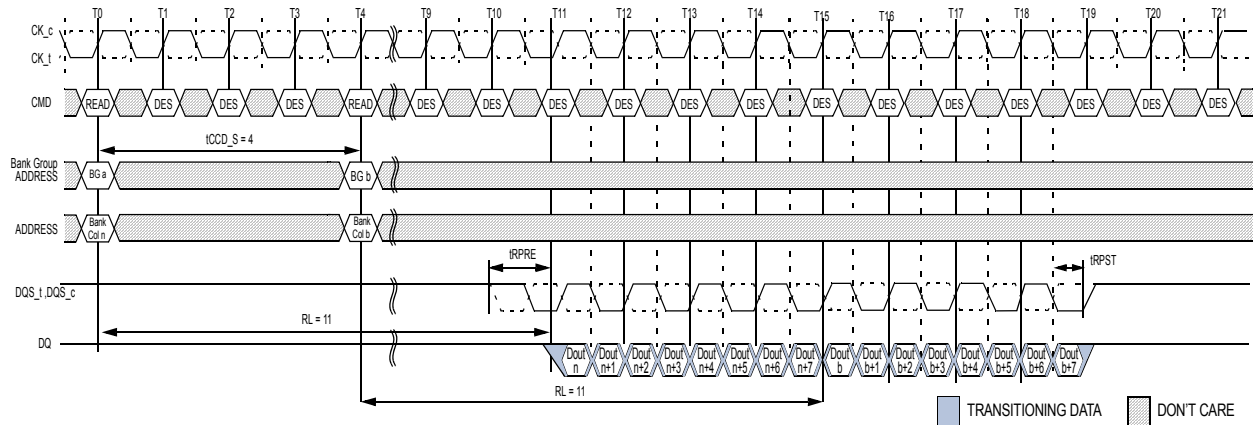 T0 T1 T2 T3 T4 T9 T10 T11 T12 T13 T14 T15 T16 T17 T18 T19 T20 T21
CK_c
CK_t
CMD READ DES DES DES READ DES DES DES DES DES DES DES DES DES DES DES DES DES
tCCD_S = 4
Bank Group
ADDRESS BG a BG b
ADDRESS Bank Col n Bank Col b
tRPRE tRPST
DQS_t ,DQS_c
RL = 11
DQ Dout n Dout n+1 Dout n+2 Dout n+3 Dout n+4 Dout n+5 Dout n+6 Dout n+7 Dout b Dout b+1 Dout b+2 Dout b+3 Dout b+4 Dout b+5 Dout b+6 Dout b+7
RL = 11
TRANSITIONING DATA DON'T CARE